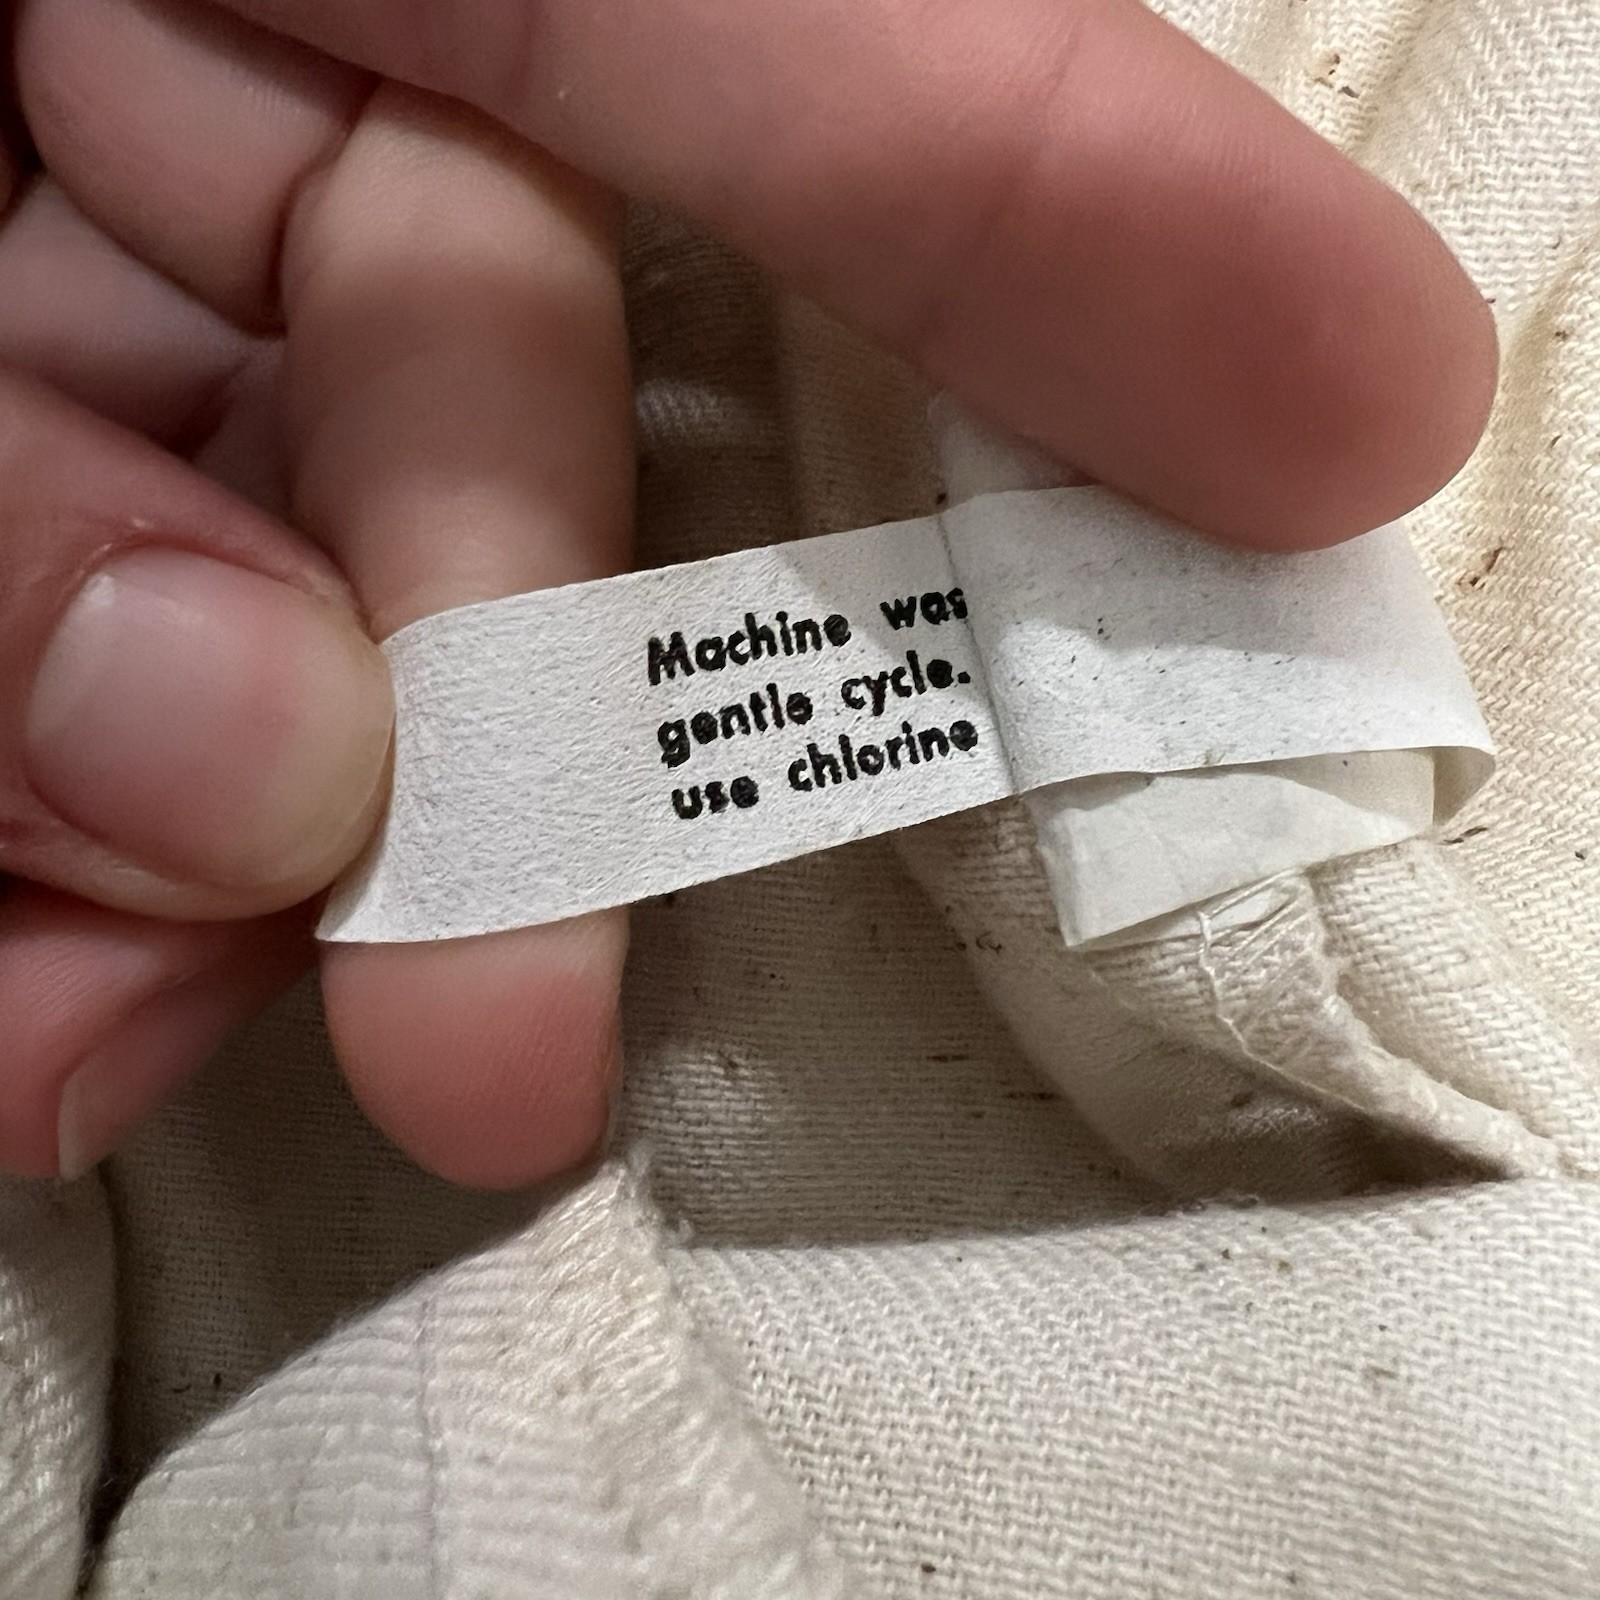 Machine was
gentle cycle.
use chlorine